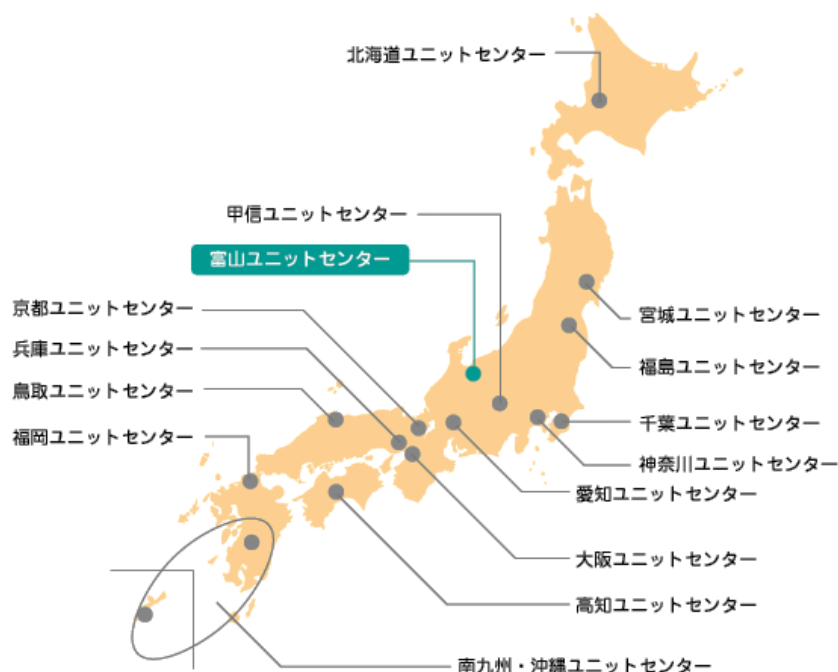 北海道ユニットセンター
甲信ユニットセンター
富山ユニットセンター
京都ユニットセンター
兵庫ユニットセンター
鳥取ユニットセンター
福岡ユニットセンター
宮城ユニットセンター
福島ユニットセンター
千葉ユニットセンター
神奈川ユニットセンター
愛知ユニットセンター
大阪ユニットセンター
高知ユニットセンター
南九州・沖縄ユニットセンター